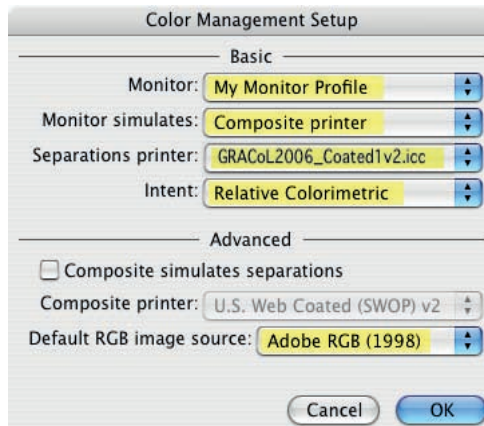 Color Management Setup
Basic
Monitor: My Monitor Profile
Monitor simulates: Composite printer
Separations printer: GRACoL2006_Coated1v2.icc
Intent: Relative Colorimetric
Advanced
Composite simulates separations
Composite printer: U.S. Web Coated (SWOP) v2
Default RGB image source: Adobe RGB (1998)
Cancel OK